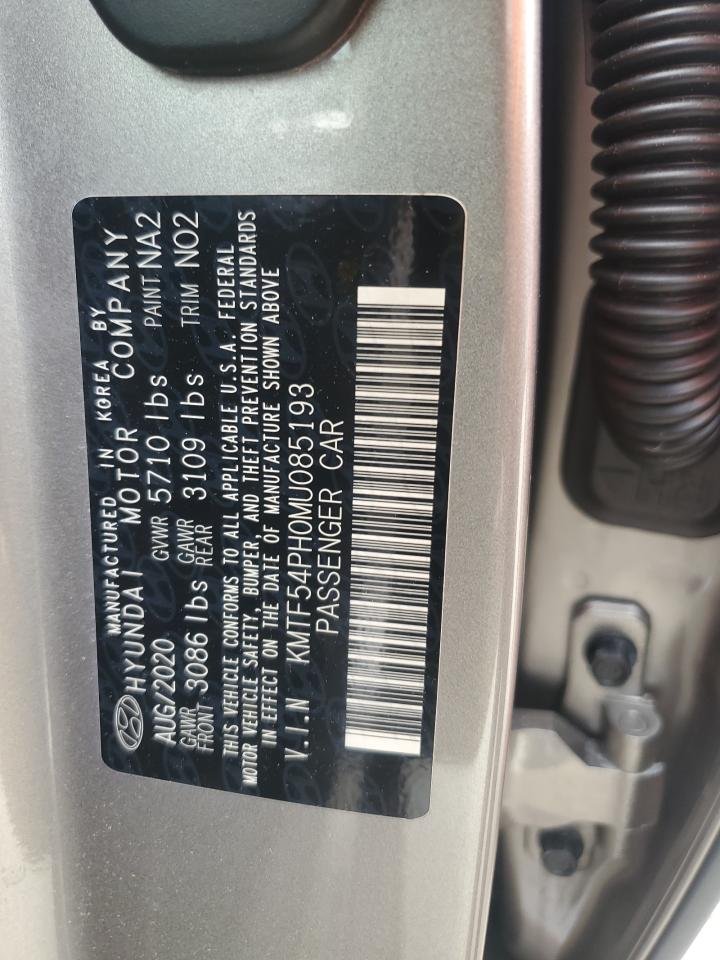 MANUFACTURED IN KOREA BY
HYUNDAI MOTOR COMPANY
AUG/2020 GVWR 5710 lbs PAINT NA2
GAWR FRONT 3086 lbs GAWR REAR 3109 lbs TRIM NO2
THIS VEHICLE CONFORMS TO ALL APPLICABLE U.S.A. FEDERAL
MOTOR VEHICLE SAFETY, BUMPER, AND THEFT PREVENTION STANDARDS
IN EFFECT ON THE DATE OF MANUFACTURE SHOWN ABOVE
V.I.N KMTF54PH0MU085193
PASSENGER CAR